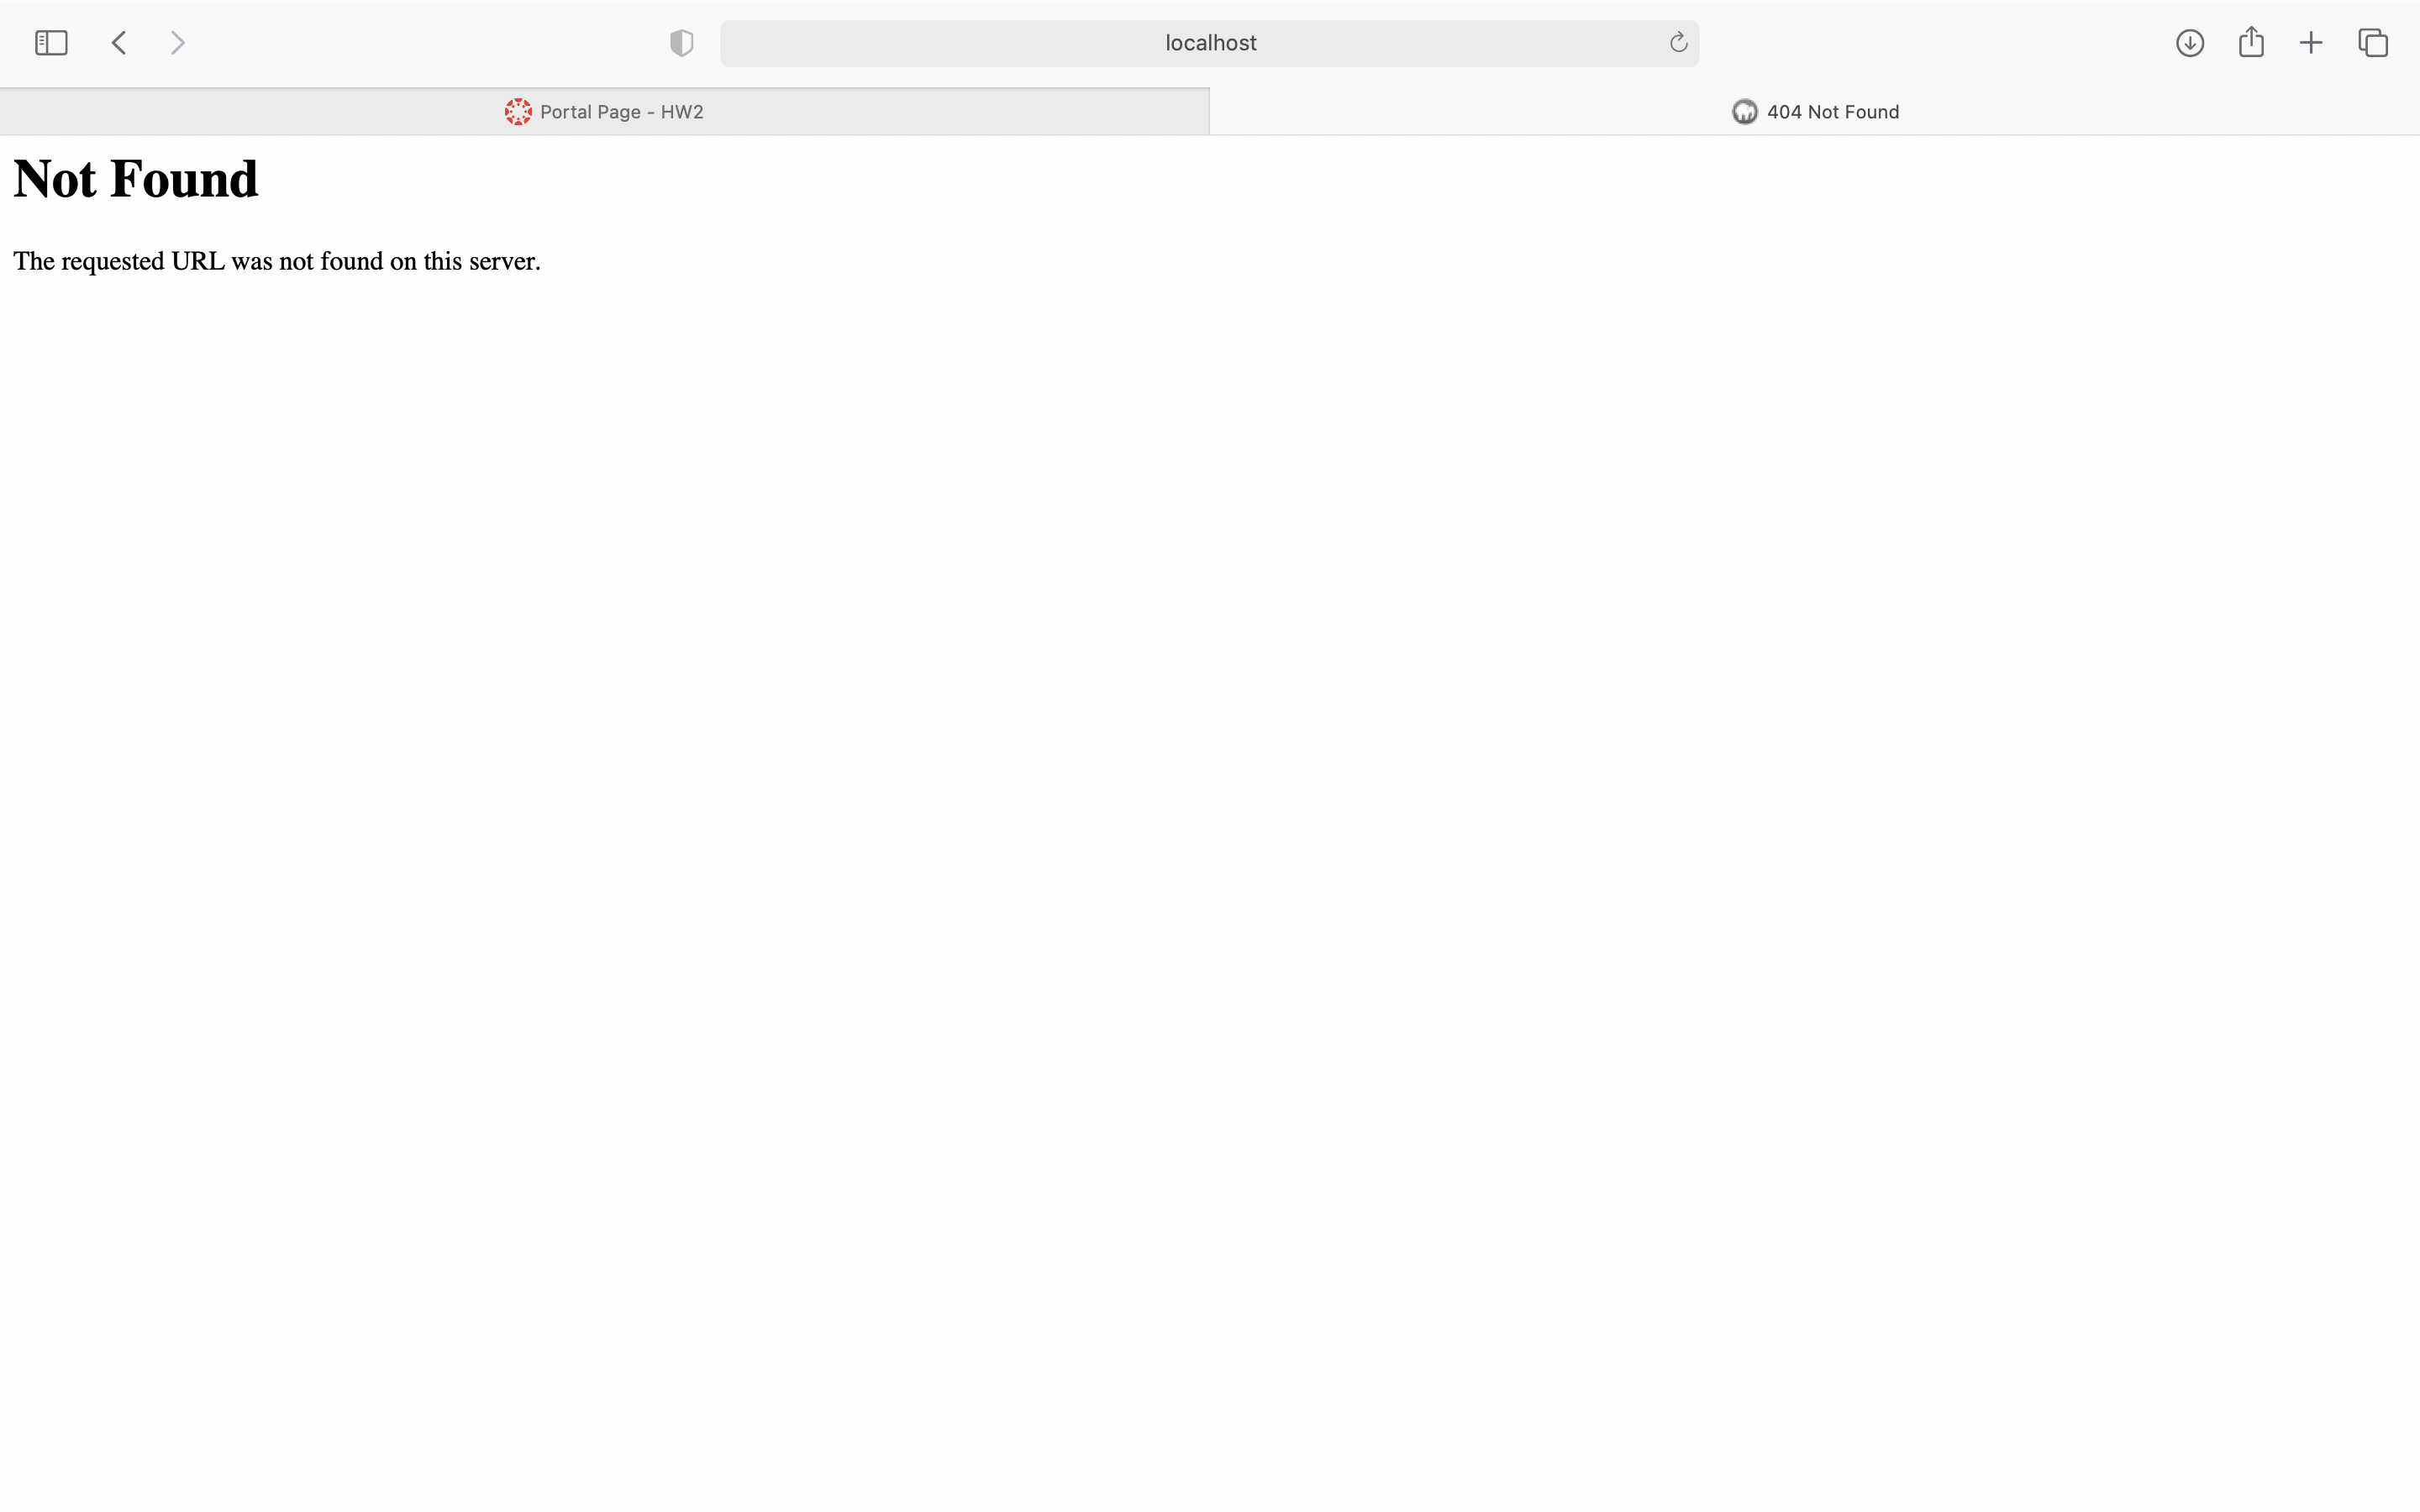 localhost
Portal Page - HW2
404 Not Found
Not Found
The requested URL was not found on this server.